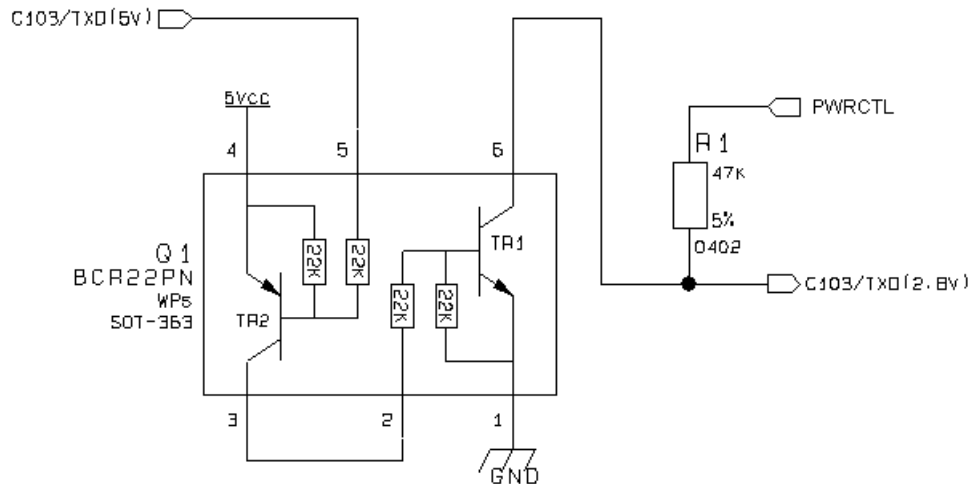 C103/TXD(5V)
5VCC
PWRCTL
4
5
6
R1
47K
5%
0402
22K
22K
TR1
Q1
BCR22PN
WPs
SOT-363
TR2
22K
22K
C103/TXD(2.8V)
3
2
1
GND